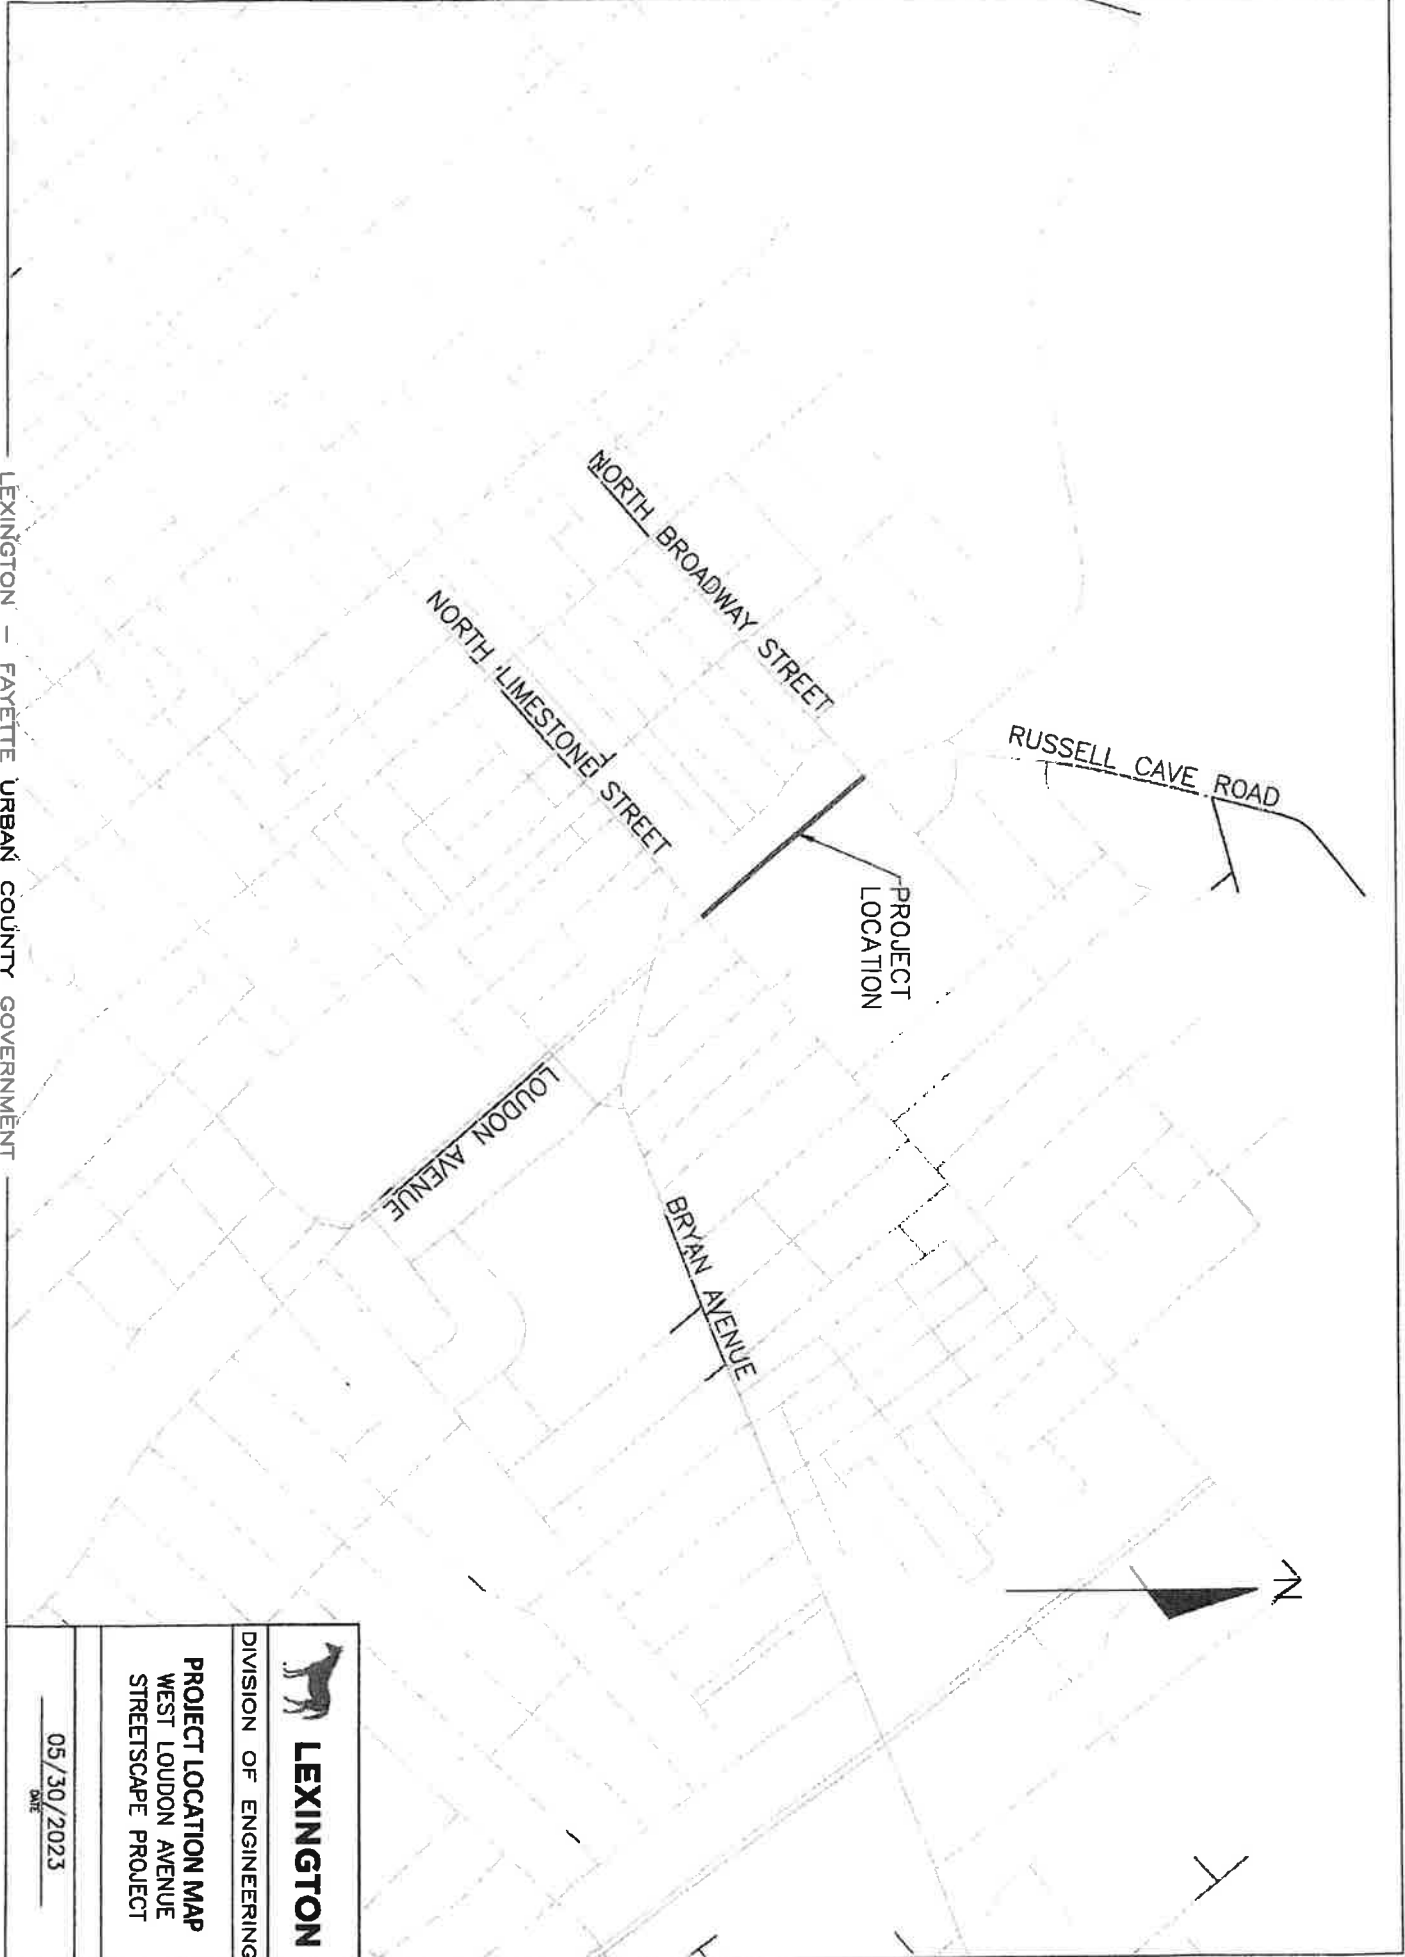 RUSSELL CAVE ROAD
N
NORTH BROADWAY STREET
PROJECT
LOCATION
NORTH LIMESTONE STREET
BRYAN AVENUE
LOUDON AVENUE
LEXINGTON
DIVISION OF ENGINEERING
PROJECT LOCATION MAP
WEST LOUDON AVENUE
STREETSCAPE PROJECT
05/30/2023
DATE
LEXINGTON - FAYETTE URBAN COUNTY GOVERNMENT